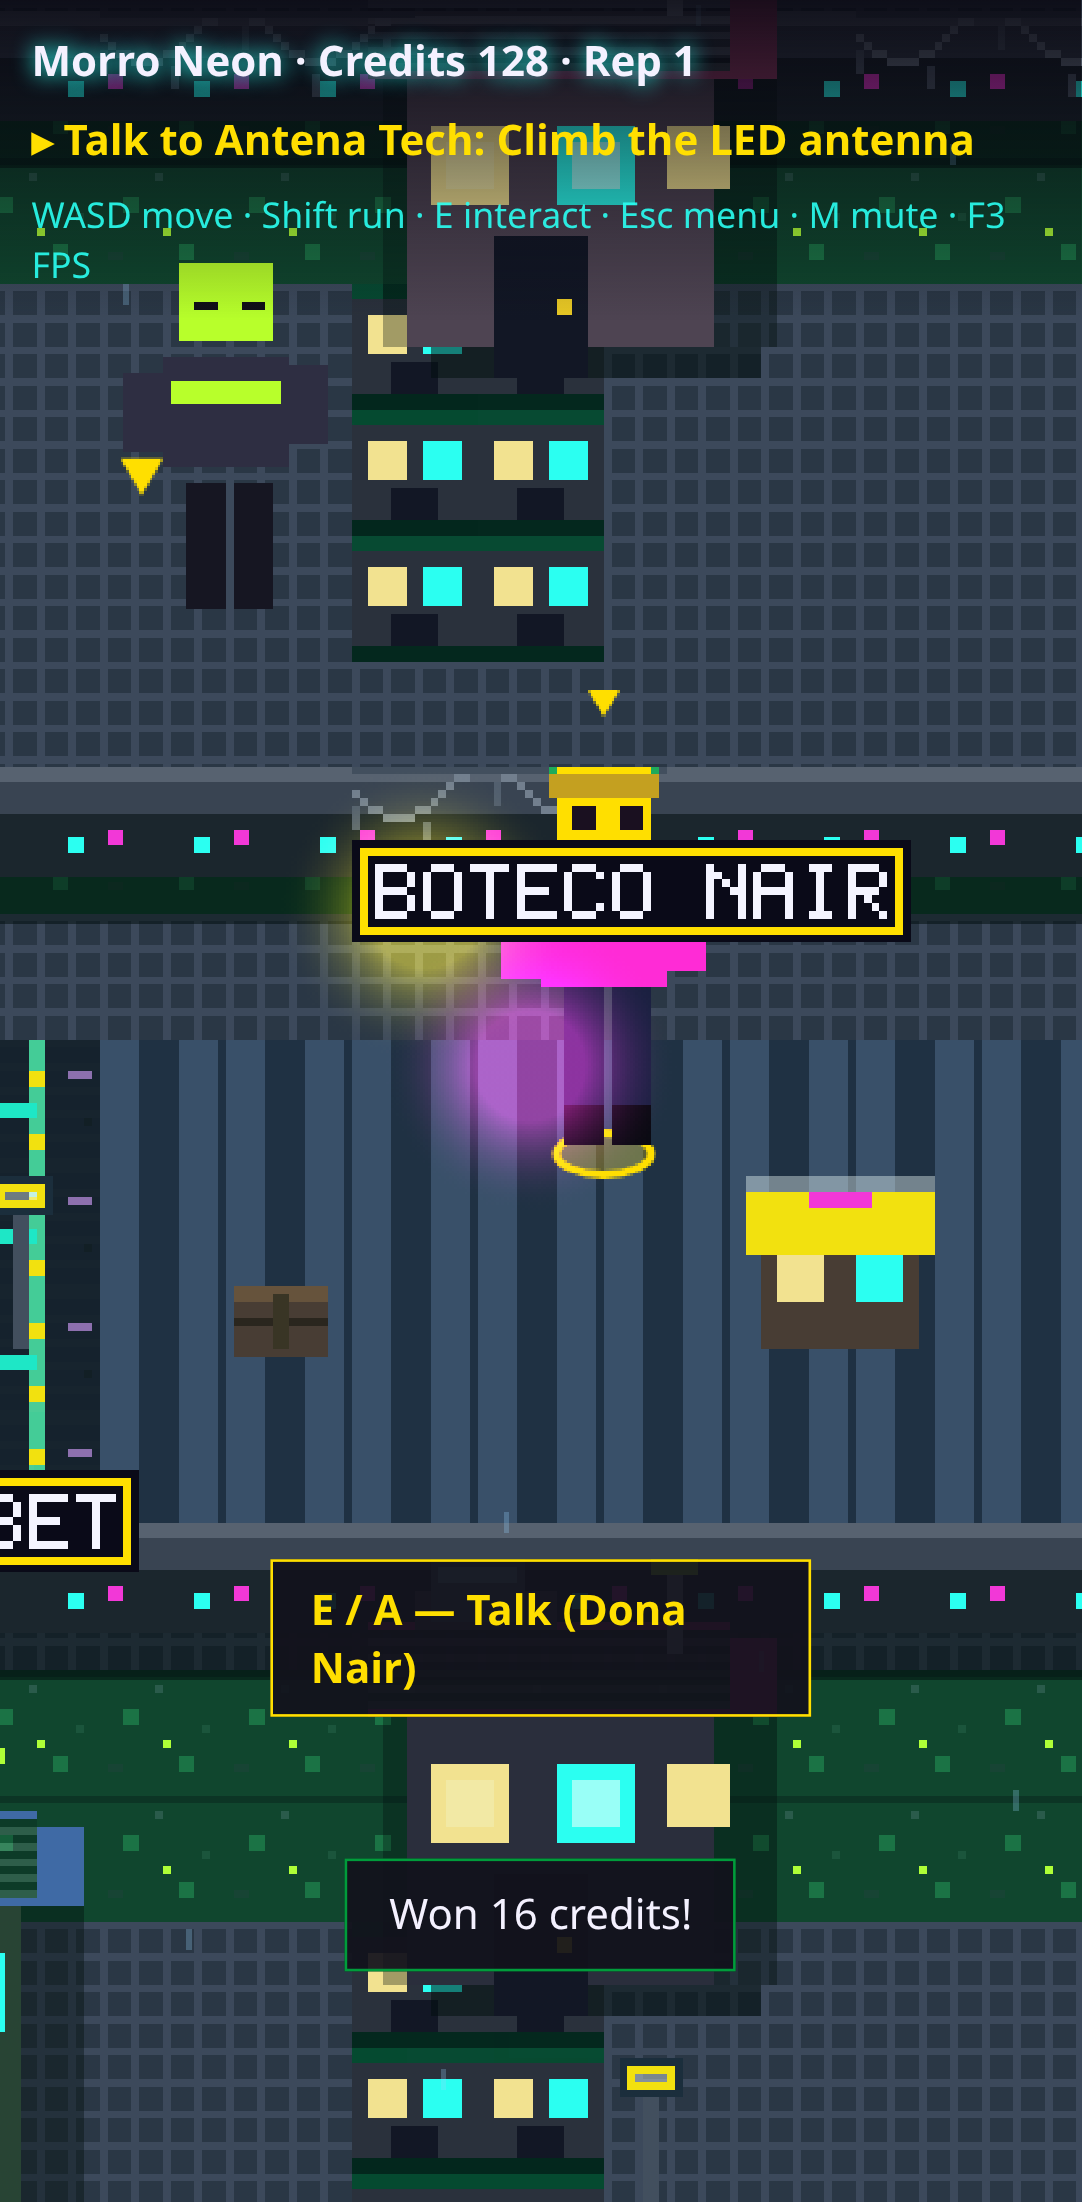 Morro Neon · Credits 128 · Rep 1
▸ Talk to Antena Tech: Climb the LED antenna
WASD move · Shift run · E interact · Esc menu · M mute · F3
FPS
BOTECO NAIR
BET
E / A — Talk (Dona
Nair)
Won 16 credits!